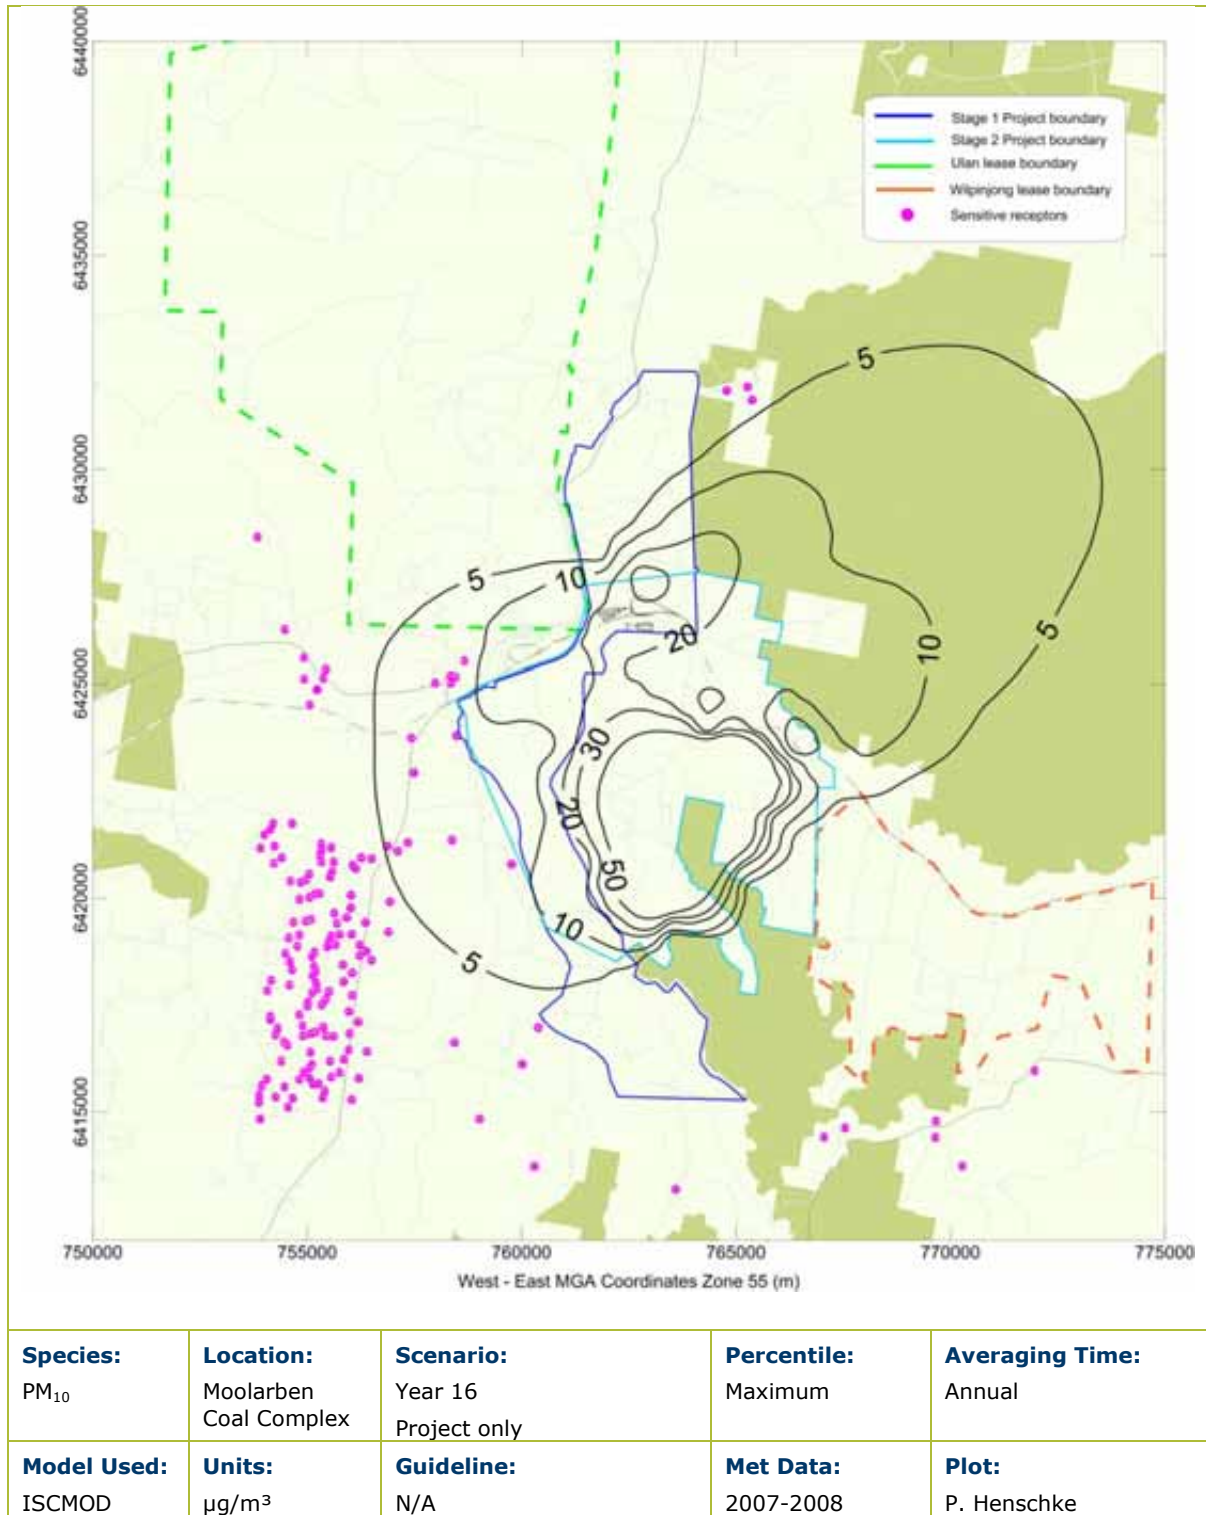 6440000
6435000
6430000
6425000
6420000
6415000
Stage 1 Project boundary
Stage 2 Project boundary
Ulan lease boundary
Wilpinjong lease boundary
Sensitive receptors
5
5
10
20
10
5
30
20
50
10
5
750000 755000 760000 765000 770000 775000
West - East MGA Coordinates Zone 55 (m)
Species: Location: Scenario: Percentile: Averaging Time:
PM₁₀ Moolarben Year 16 Maximum Annual
Coal Complex Project only
Model Used: Units: Guideline: Met Data: Plot:
ISCMOD µg/m³ N/A 2007-2008 P. Henschke